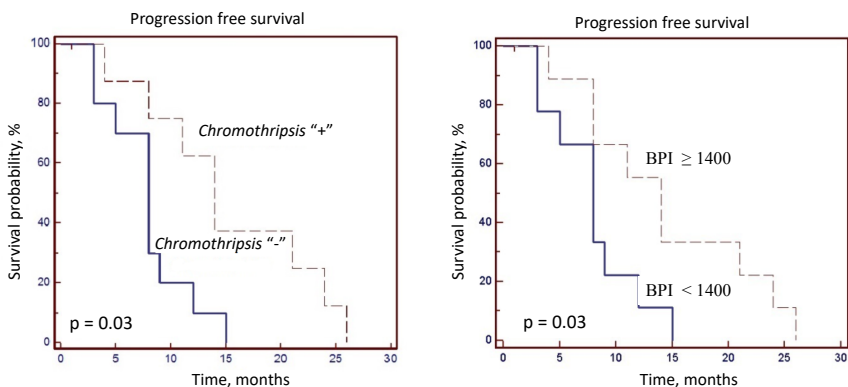 Progression free survival
Survival probability, %
100
80
60
40
20
0
Chromothripsis “+”
Chromothripsis “-”
p = 0.03
0 5 10 15 20 25 30
Time, months
Progression free survival
Survival probability, %
100
80
60
40
20
0
BPI ≥ 1400
BPI < 1400
p = 0.03
0 5 10 15 20 25 30
Time, months